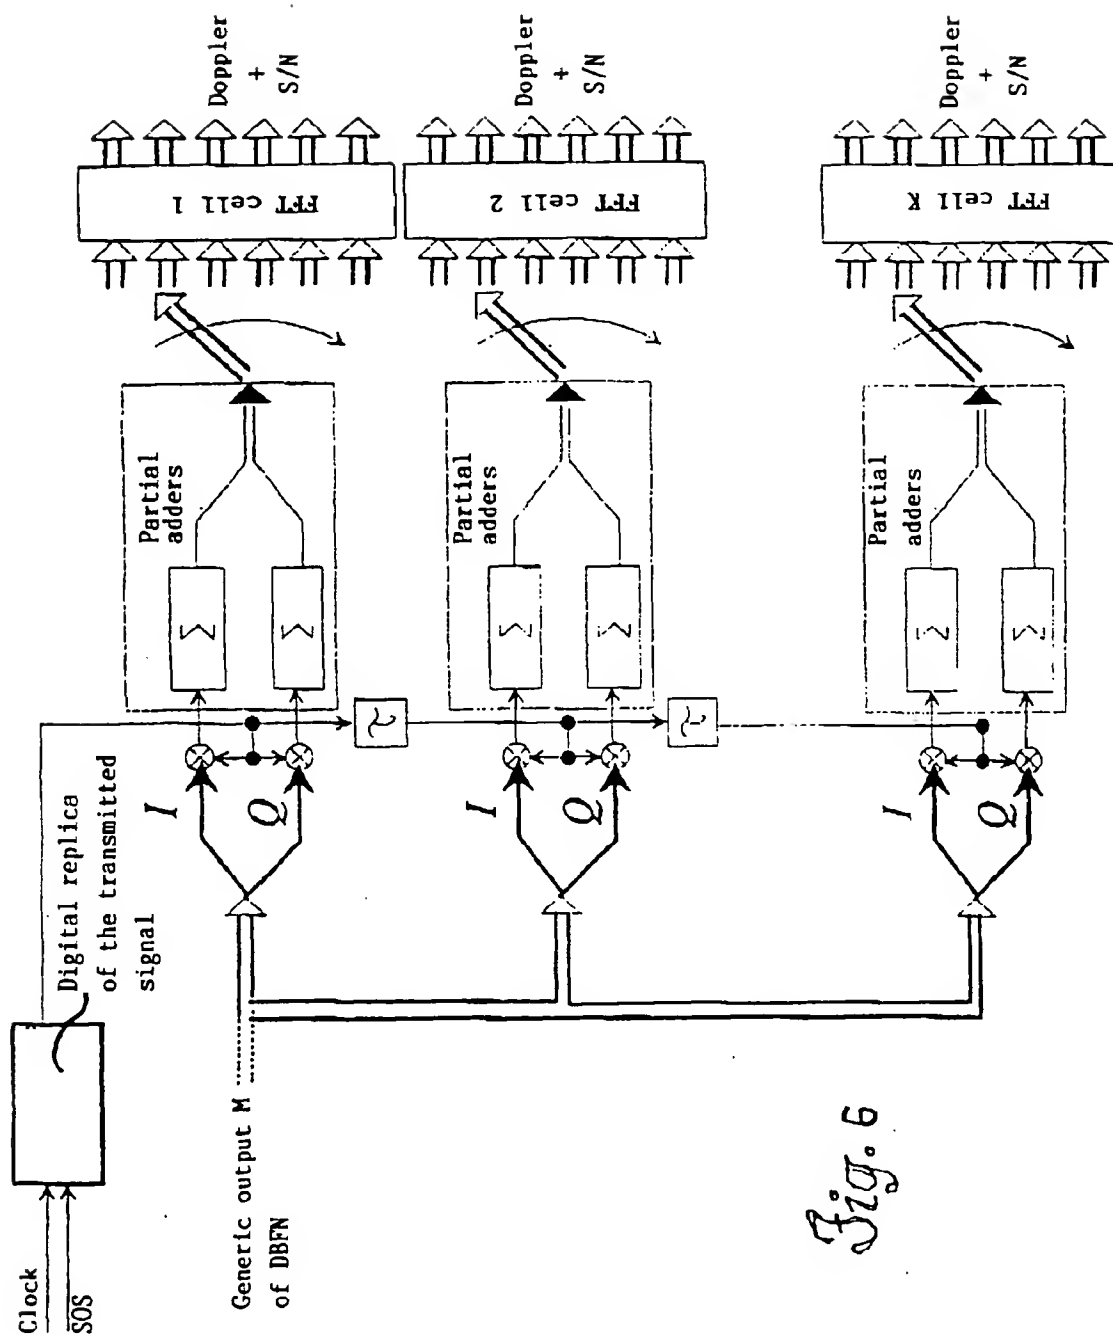 Clock
SOS
Digital replica
of the transmitted
signal
Generic output M
of DBFN
I
Q
Partial
adders
Σ
Σ
FFT cell 1
Doppler
+
S/N
τ
I
Q
Partial
adders
Σ
Σ
FFT cell 2
Doppler
+
S/N
τ
I
Q
Partial
adders
Σ
Σ
FFT cell K
Doppler
+
S/N
Fig. 6